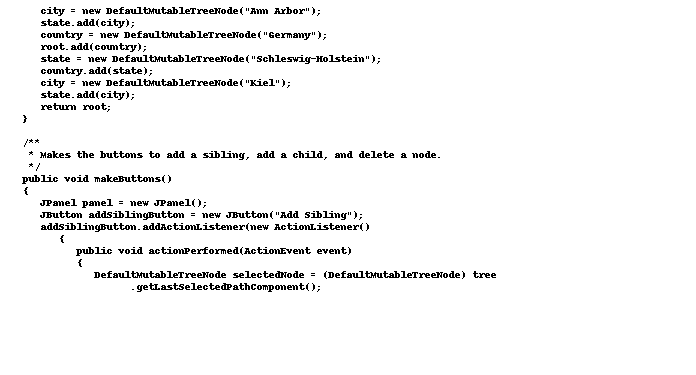 city = new DefaultMutableTreeNode("Ann Arbor");
state.add(city);
country = new DefaultMutableTreeNode("Germany");
root.add(country);
state = new DefaultMutableTreeNode("Schleswig-Holstein");
country.add(state);
city = new DefaultMutableTreeNode("Kiel");
state.add(city);
return root;
}
/**
* Makes the buttons to add a sibling, add a child, and delete a node.
*/
public void makeButtons()
{
JPanel panel = new JPanel();
JButton addSiblingButton = new JButton("Add Sibling");
addSiblingButton.addActionListener(new ActionListener()
{
public void actionPerformed(ActionEvent event)
{
DefaultMutableTreeNode selectedNode = (DefaultMutableTreeNode) tree
.getLastSelectedPathComponent();